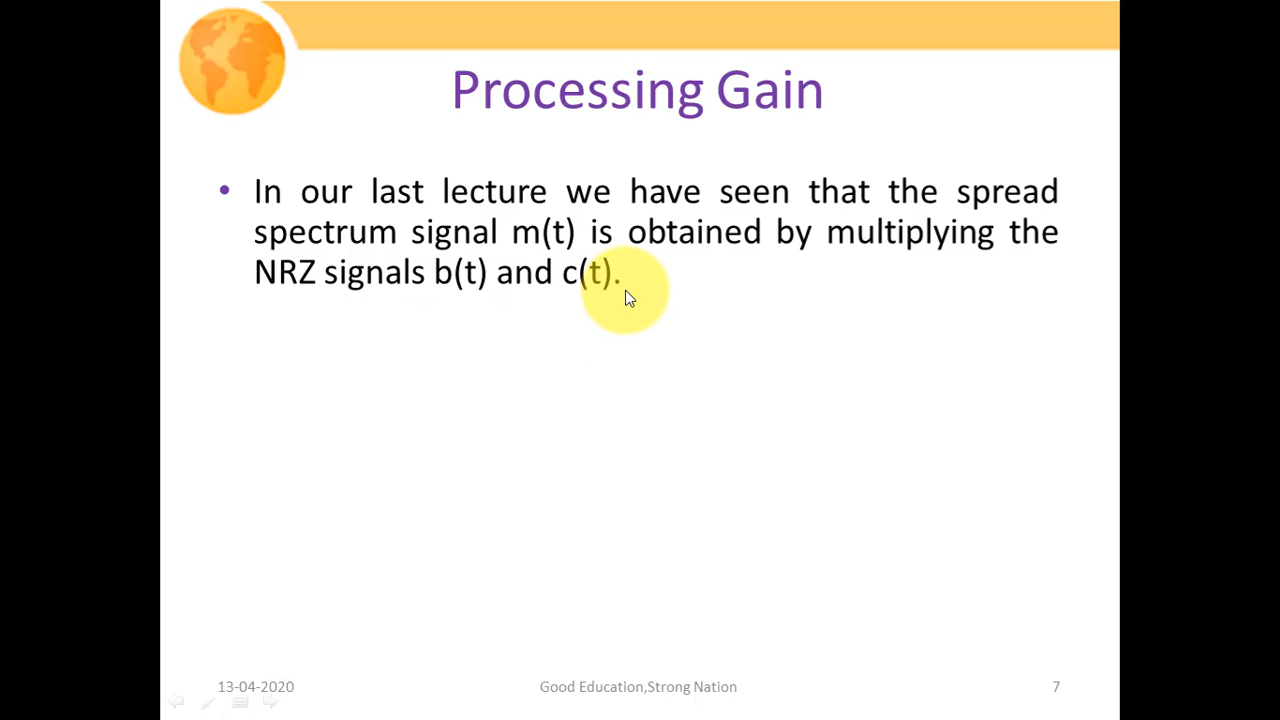 Processing Gain
• In our last lecture we have seen that the spread
spectrum signal m(t) is obtained by multiplying the
NRZ signals b(t) and c(t).
13-04-2020
Good Education,Strong Nation
7